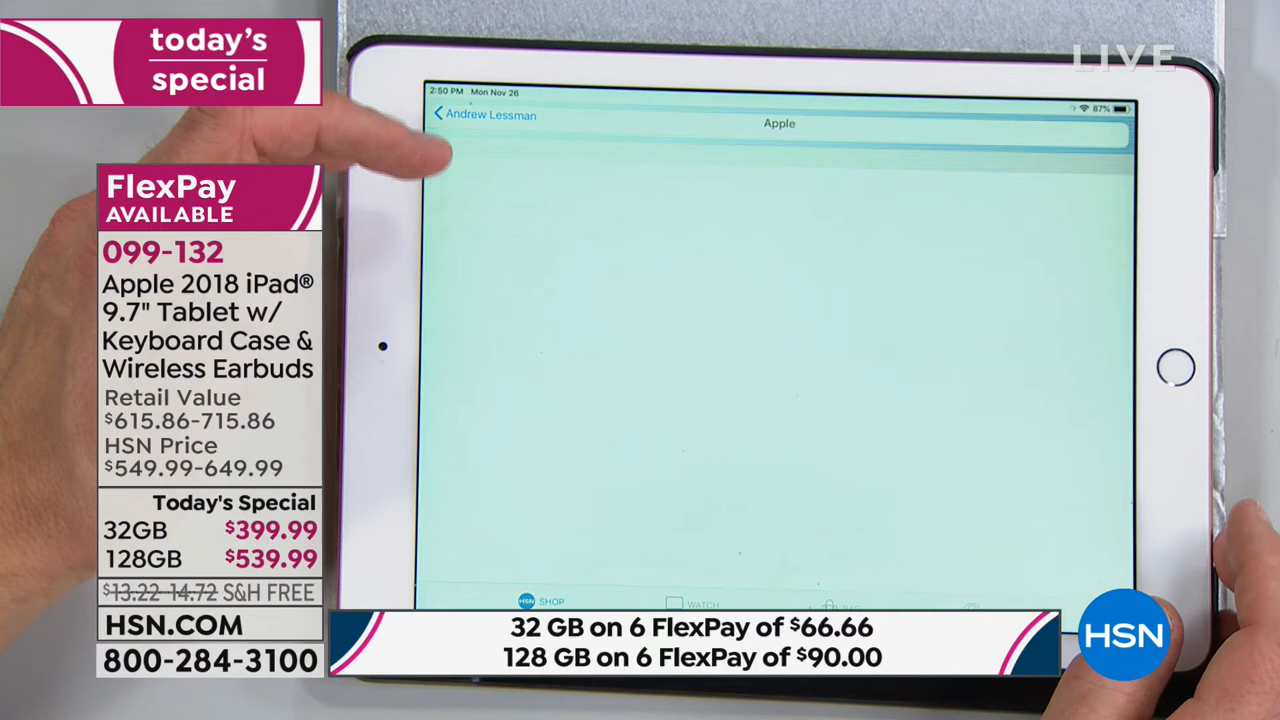 today's
special
LIVE
FlexPay
AVAILABLE
099-132
Apple 2018 iPad®
9.7" Tablet w/
Keyboard Case &
Wireless Earbuds
Retail Value
$615.86-715.86
HSN Price
$549.99-649.99
Today's Special
32GB $399.99
128GB $539.99
$13.22-14.72 S&H FREE
HSN.COM
800-284-3100
2:50 PM Mon Nov 26
87%
Andrew Lessman
Apple
HSN SHOP
WATCH
32 GB on 6 FlexPay of $66.66
128 GB on 6 FlexPay of $90.00
HSN